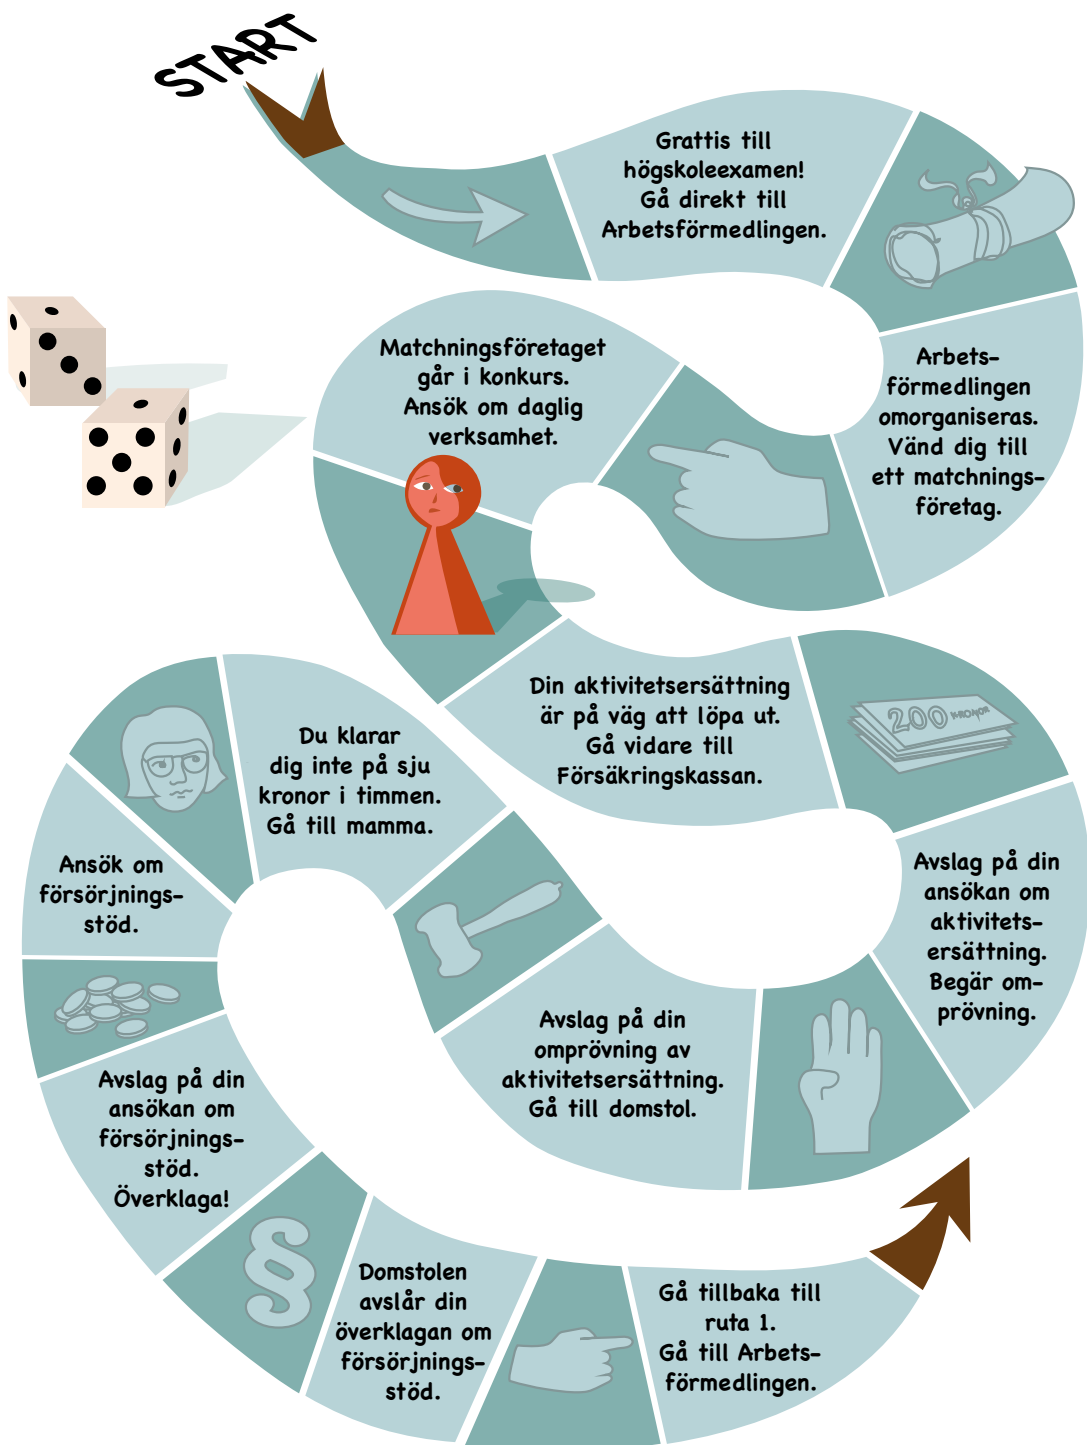 START
Grattis till
högskoleexamen!
Gå direkt till
Arbetsförmedlingen.
Arbets-
förmedlingen
omorganiseras.
Vänd dig till
ett matchnings-
företag.
Matchningsföretaget
går i konkurs.
Ansök om daglig
verksamhet.
Din aktivitetsersättning
är på väg att löpa ut.
Gå vidare till
Försäkringskassan.
200 KRONOR
Avslag på din
ansökan om
aktivitets-
ersättning.
Begär om-
prövning.
Avslag på din
omprövning av
aktivitetsersättning.
Gå till domstol.
Du klarar
dig inte på sju
kronor i timmen.
Gå till mamma.
Ansök om
försörjnings-
stöd.
Avslag på din
ansökan om
försörjnings-
stöd.
Överklaga!
§
Domstolen
avslår din
överklagan om
försörjnings-
stöd.
Gå tillbaka till
ruta 1.
Gå till Arbets-
förmedlingen.